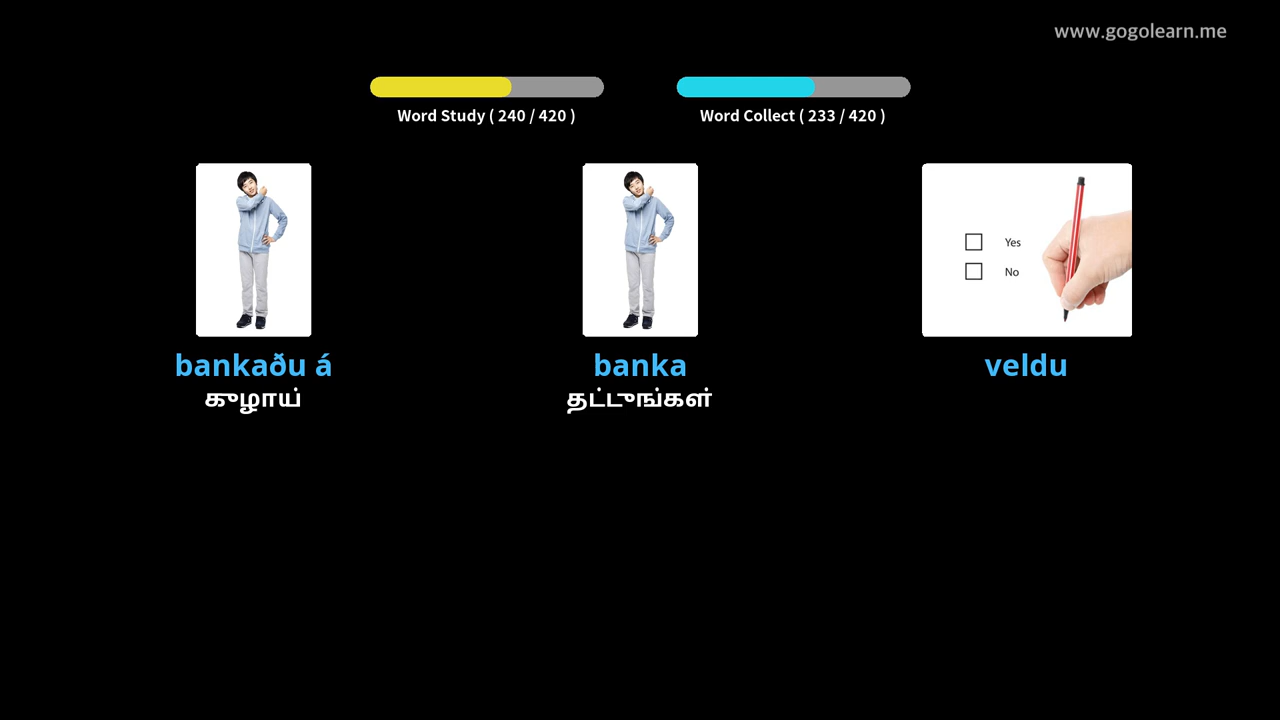 www.gogolearn.me
Word Study ( 240 / 420 )
Word Collect ( 233 / 420 )
Yes
No
bankaðu á
banka
veldu
குழாய்
தட்டுங்கள்